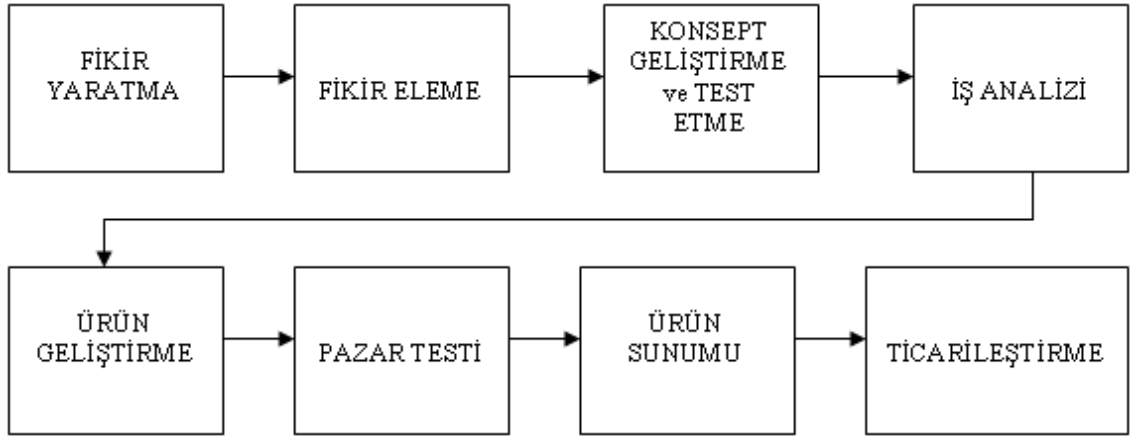 FİKİR
YARATMA
FİKİR ELEME
KONSEPT
GELİŞTİRME
ve TEST
ETME
İŞ ANALİZİ
ÜRÜN
GELİŞTİRME
PAZAR TESTİ
ÜRÜN
SUNUMU
TİCARİLEŞTİRME